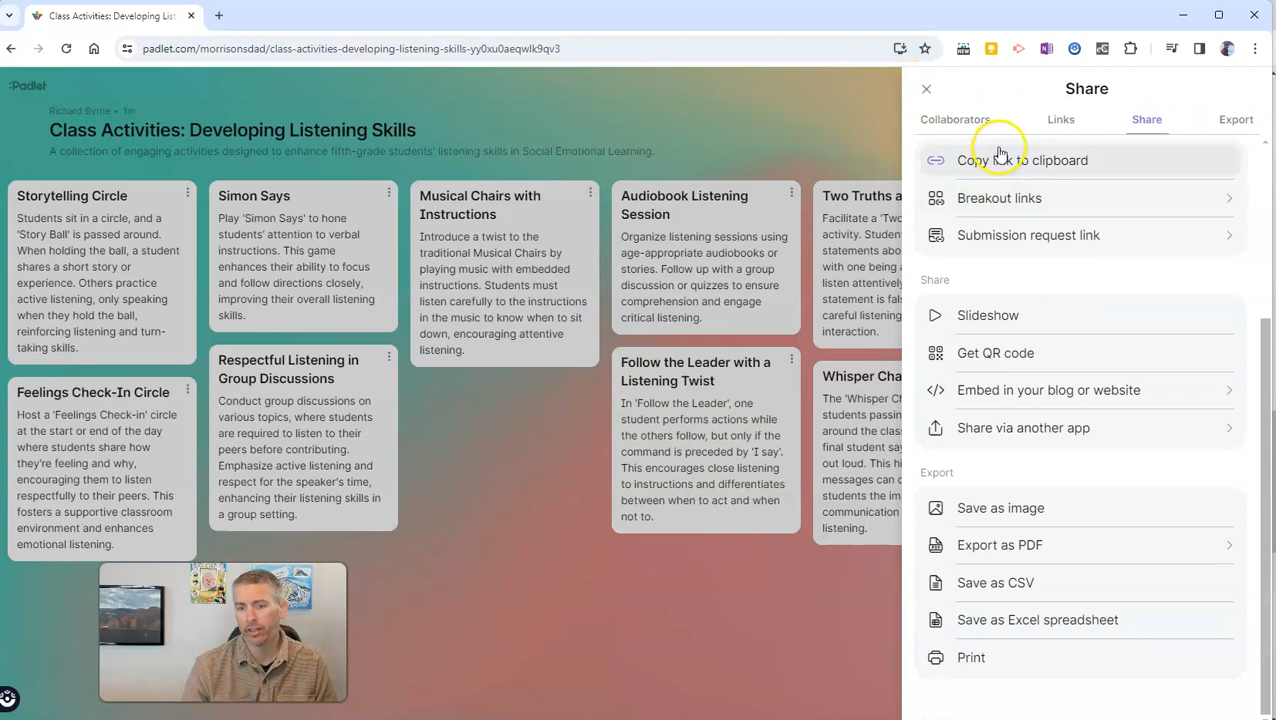 Class Activities: Developing List
padlet.com/morrisonsdad/class-activities-developing-listening-skills-yy0xu0aeqwlk9qv3
:Padlet
Richard Byrne • 1m
Class Activities: Developing Listening Skills
A collection of engaging activities designed to enhance fifth-grade students' listening skills in Social Emotional Learning.
Storytelling Circle
Students sit in a circle, and a
'Story Ball' is passed around.
When holding the ball, a student
shares a short story or
experience. Others practice
active listening, only speaking
when they hold the ball,
reinforcing listening and turn-
taking skills.
Feelings Check-In Circle
Host a 'Feelings Check-in' circle
at the start or end of the day
where students share how
they're feeling and why,
encouraging them to listen
respectfully to their peers. This
fosters a supportive classroom
environment and enhances
emotional listening.
Simon Says
Play 'Simon Says' to hone
students' attention to verbal
instructions. This game
enhances their ability to focus
and follow directions closely,
improving their overall listening
skills.
Respectful Listening in
Group Discussions
Conduct group discussions on
various topics, where students
are required to listen to their
peers before contributing.
Emphasize active listening and
respect for the speaker's time,
enhancing their listening skills in
a group setting.
Musical Chairs with
Instructions
Introduce a twist to the
traditional Musical Chairs by
playing music with embedded
instructions. Students must
listen carefully to the instructions
in the music to know when to sit
down, encouraging attentive
listening.
Audiobook Listening
Session
Organize listening sessions using
age-appropriate audiobooks or
stories. Follow up with a group
discussion or quizzes to ensure
comprehension and engage
critical listening.
Follow the Leader with a
Listening Twist
In 'Follow the Leader', one
student performs actions while
the others follow, but only if the
command is preceded by 'I say'.
This encourages close listening
to instructions and differentiates
between when to act and when
not to.
Two Truths a
Facilitate a 'Two
activity. Student
statements abou
with one being a
listen attentively
statement is fals
interaction.
Whisper Cha
The 'Whisper Ch
students passin
around the class
final student say
out loud. This hi
messages can c
students the im
communication
listening.
Share
Collaborators
Links
Share
Export
Copy link to clipboard
Breakout links
Submission request link
Share
Slideshow
Get QR code
Embed in your blog or website
Share via another app
Export
Save as image
Export as PDF
Save as CSV
Save as Excel spreadsheet
Print